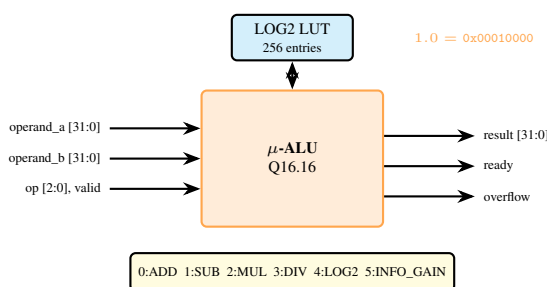 LOG2 LUT
256 entries
1.0 = 0x00010000
operand_a [31:0]
operand_b [31:0]
op [2:0], valid
μ-ALU
Q16.16
result [31:0]
ready
overflow
0:ADD 1:SUB 2:MUL 3:DIV 4:LOG2 5:INFO_GAIN